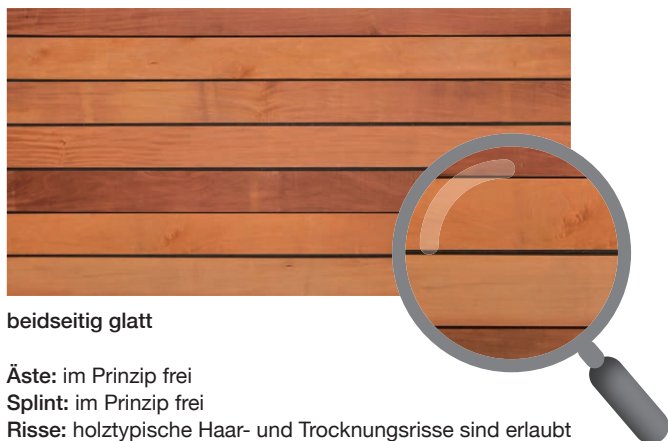 beidseitig glatt
Äste: im Prinzip frei
Splint: im Prinzip frei
Risse: holztypische Haar- und Trocknungsrisse sind erlaubt